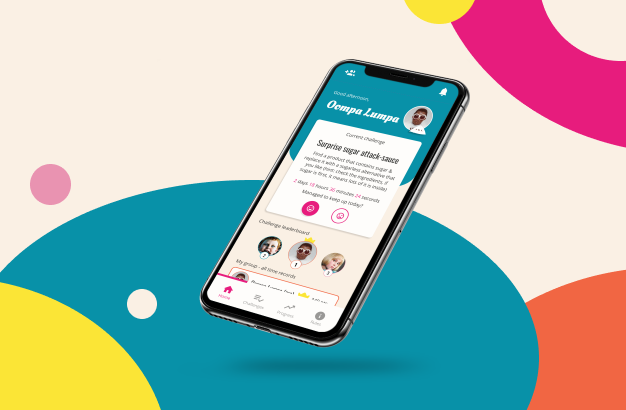 Good afternoon,
Oompa Lumpa
Current challenge
Surprise sugar attack-sauce
Find a product that contains sugar &
replace it with a sugarless alternative that
you like more. Check the ingredients, if
sugar is first, it means lots of it is inside!
2 days 18 hours 36 minutes 24 seconds
Managed to keep up today?
Challenge leaderboard
2
1
3
My group - all time records
Home
Challenges
Progress